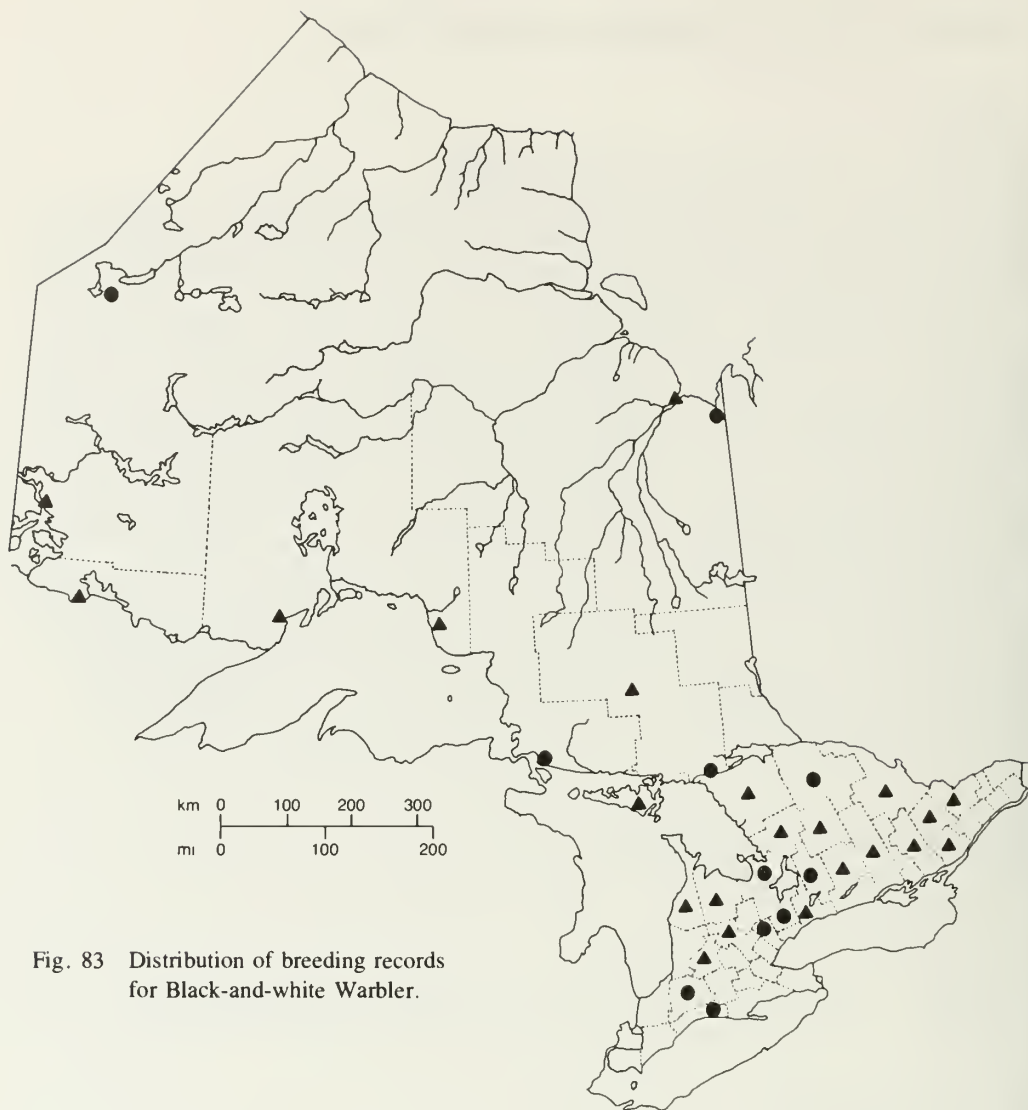 km 0 100 200 300
mi 0 100 200
Fig. 83 Distribution of breeding records
for Black-and-white Warbler.